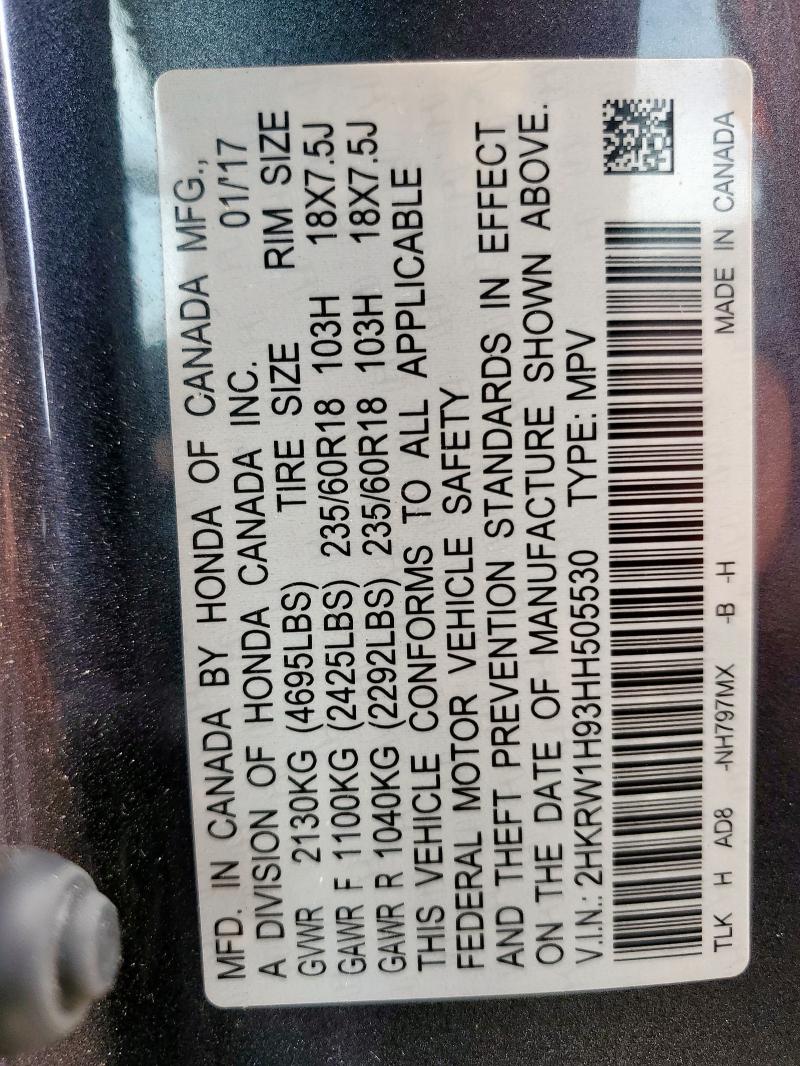 MFD. IN CANADA BY HONDA OF CANADA MFG.,
A DIVISION OF HONDA CANADA INC. 01/17
GVWR 2130KG (4695LBS) TIRE SIZE RIM SIZE
GAWR F 1100KG (2425LBS) 235/60R18 103H 18X7.5J
GAWR R 1040KG (2292LBS) 235/60R18 103H 18X7.5J
THIS VEHICLE CONFORMS TO ALL APPLICABLE
FEDERAL MOTOR VEHICLE SAFETY
AND THEFT PREVENTION STANDARDS IN EFFECT
ON THE DATE OF MANUFACTURE SHOWN ABOVE.
V.I.N.: 2HKRW1H93HH505530 TYPE: MPV
TLK H AD8 -NH797MX -B -H MADE IN CANADA